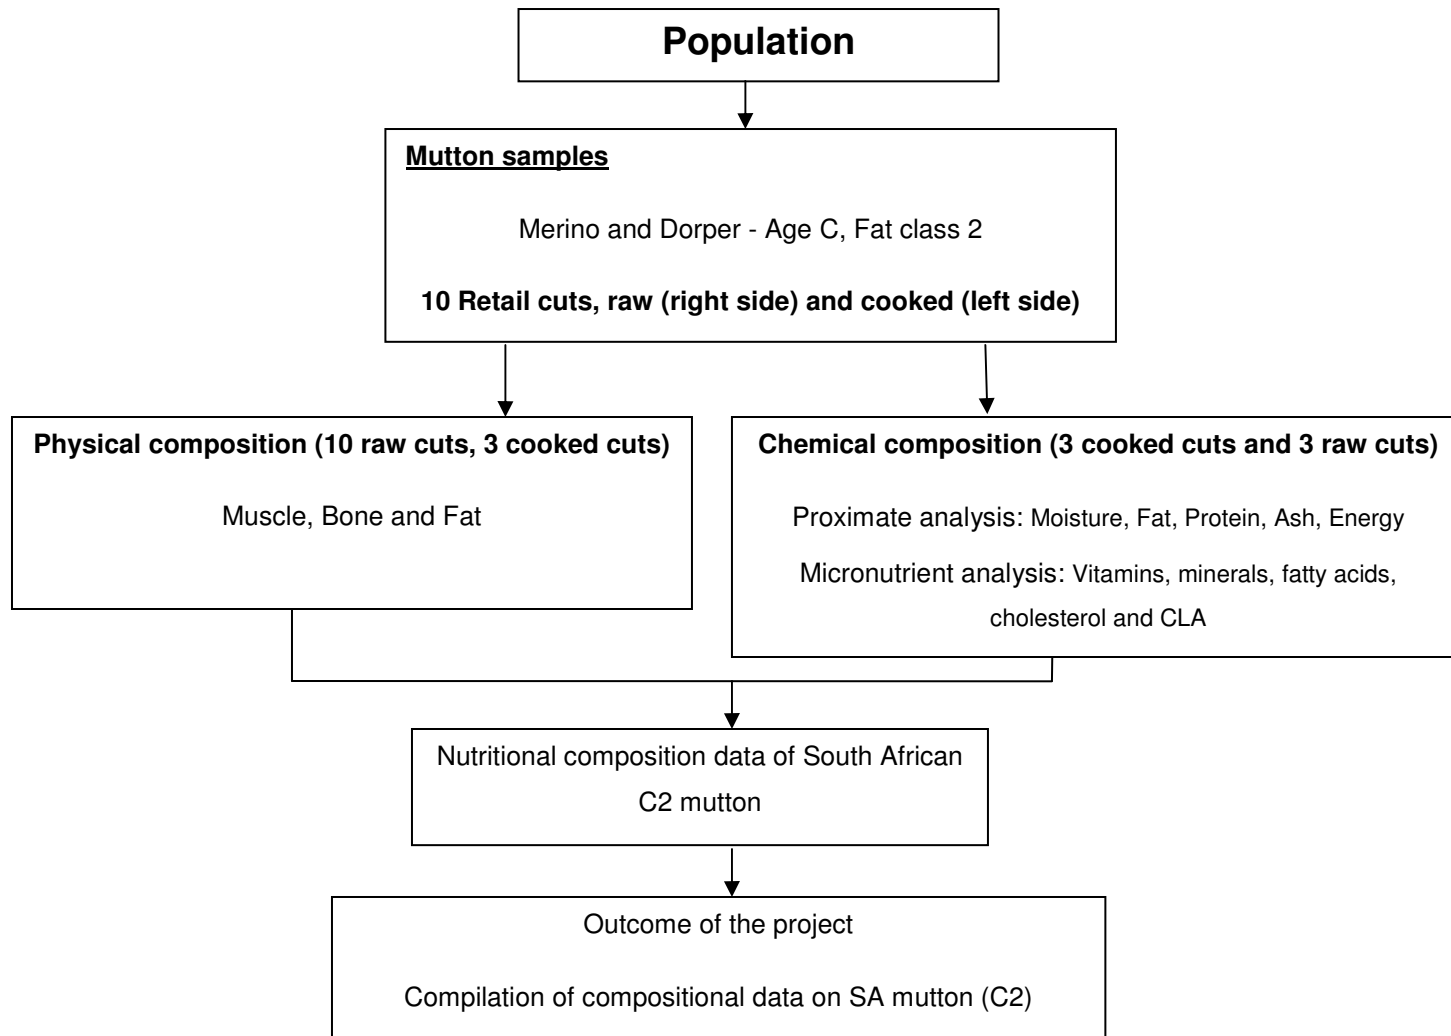 Population
Mutton samples
Merino and Dorper - Age C, Fat class 2
10 Retail cuts, raw (right side) and cooked (left side)
Physical composition (10 raw cuts, 3 cooked cuts)
Muscle, Bone and Fat
Chemical composition (3 cooked cuts and 3 raw cuts)
Proximate analysis: Moisture, Fat, Protein, Ash, Energy
Micronutrient analysis: Vitamins, minerals, fatty acids,
cholesterol and CLA
Nutritional composition data of South African
C2 mutton
Outcome of the project
Compilation of compositional data on SA mutton (C2)